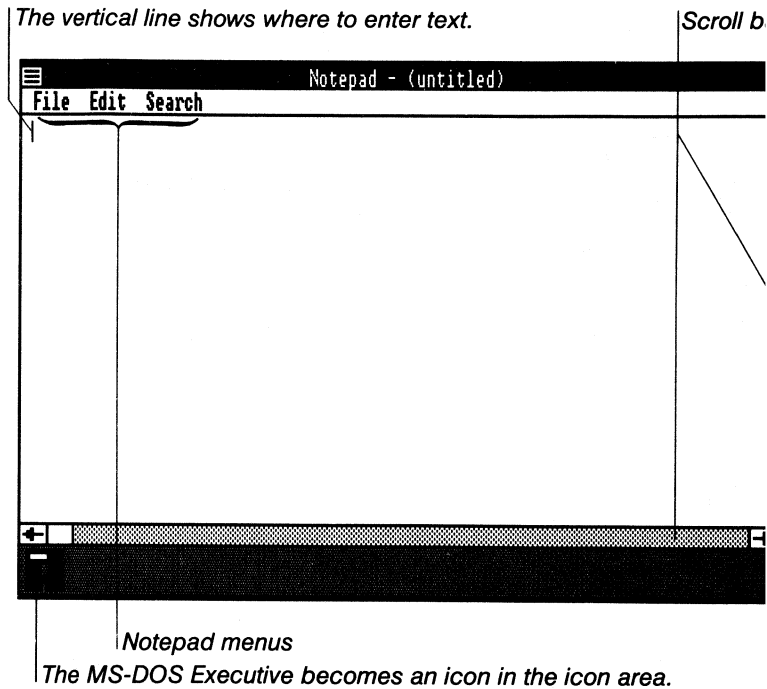 The vertical line shows where to enter text.
Scroll b
Notepad - (untitled)
File Edit Search
Notepad menus
The MS-DOS Executive becomes an icon in the icon area.